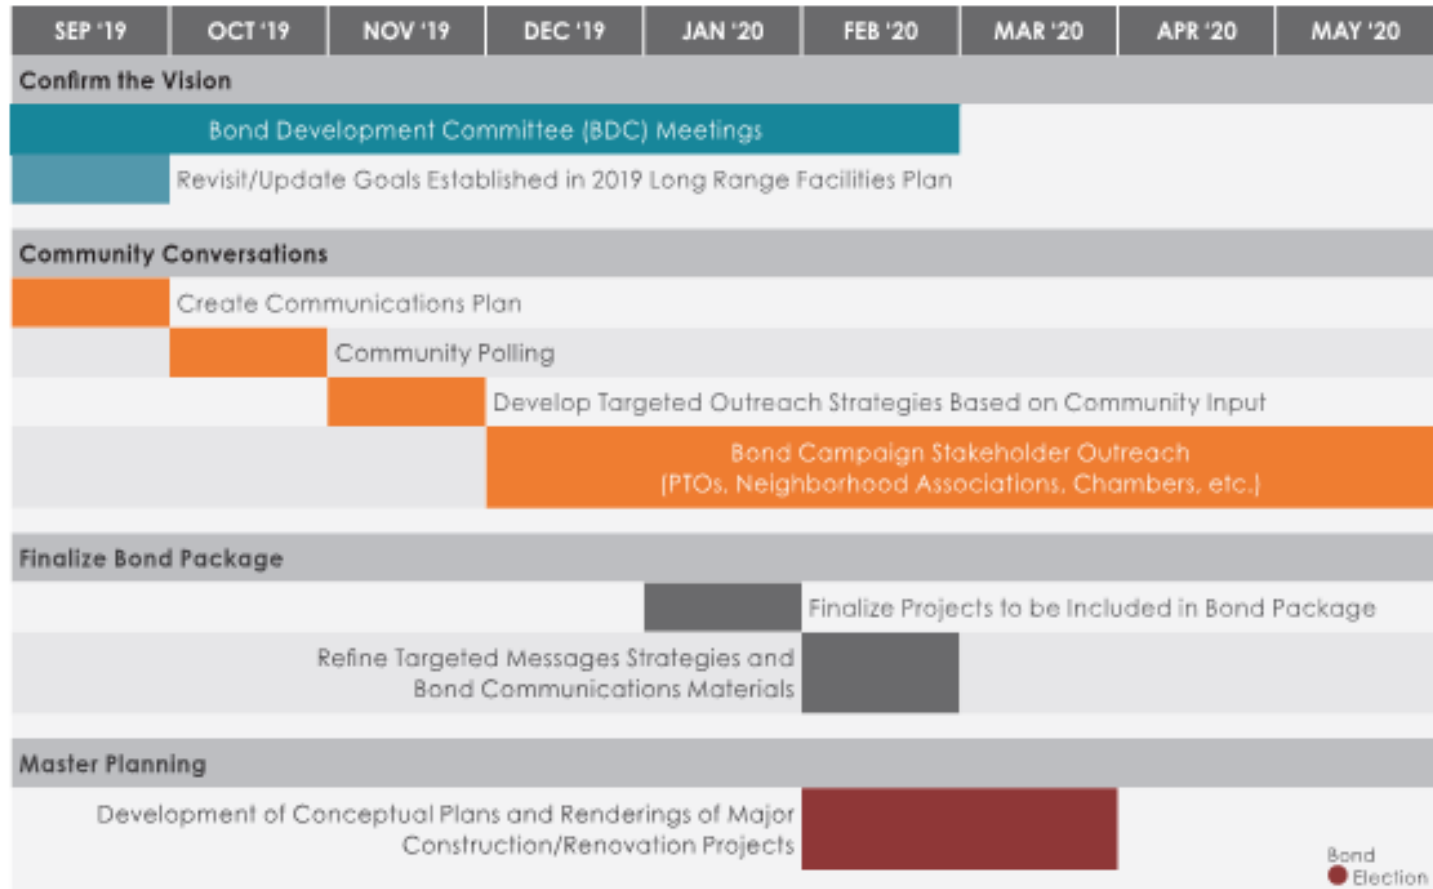 SEP ‘19 OCT ‘19 NOV ‘19 DEC ‘19 JAN ‘20 FEB ‘20 MAR ‘20 APR ‘20 MAY ‘20
Confirm the Vision
Bond Development Committee (BDC) Meetings
Revisit/Update Goals Established in 2019 Long Range Facilities Plan
Community Conversations
Create Communications Plan
Community Polling
Develop Targeted Outreach Strategies Based on Community Input
Bond Campaign Stakeholder Outreach
(PTOs, Neighborhood Associations, Chambers, etc.)
Finalize Bond Package
Finalize Projects to be Included in Bond Package
Refine Targeted Messages Strategies and
Bond Communications Materials
Master Planning
Development of Conceptual Plans and Renderings of Major
Construction/Renovation Projects
Bond
Election